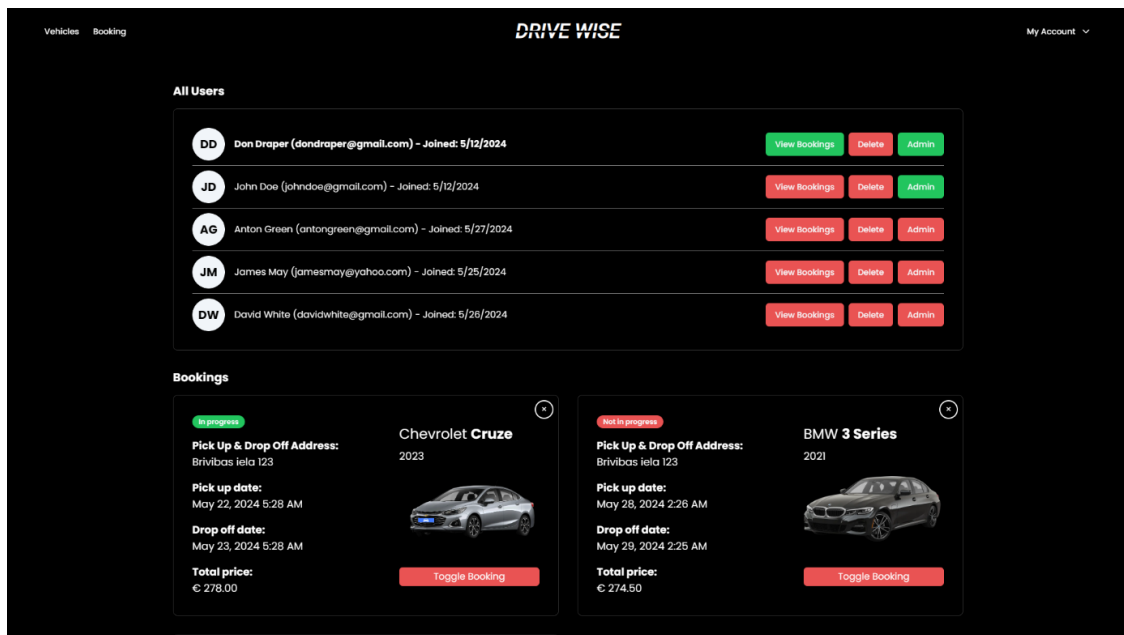 Vehicles Booking DRIVE WISE My Account
All Users
DD Don Draper (dondraper@gmail.com) - Joined: 5/12/2024 View Bookings Delete Admin
JD John Doe (johndoe@gmail.com) - Joined: 5/12/2024 View Bookings Delete Admin
AG Anton Green (antongreen@gmail.com) - Joined: 5/27/2024 View Bookings Delete Admin
JM James May (jamesmay@yahoo.com) - Joined: 5/25/2024 View Bookings Delete Admin
DW David White (davidwhite@gmail.com) - Joined: 5/26/2024 View Bookings Delete Admin
Bookings
In progress
Pick Up & Drop Off Address:
Brivibas iela 123
Pick up date:
May 22, 2024 5:28 AM
Drop off date:
May 23, 2024 5:28 AM
Total price:
€ 278.00
Chevrolet Cruze
2023
Toggle Booking
Not in progress
Pick Up & Drop Off Address:
Brivibas iela 123
Pick up date:
May 28, 2024 2:26 AM
Drop off date:
May 29, 2024 2:25 AM
Total price:
€ 274.50
BMW 3 Series
2021
Toggle Booking